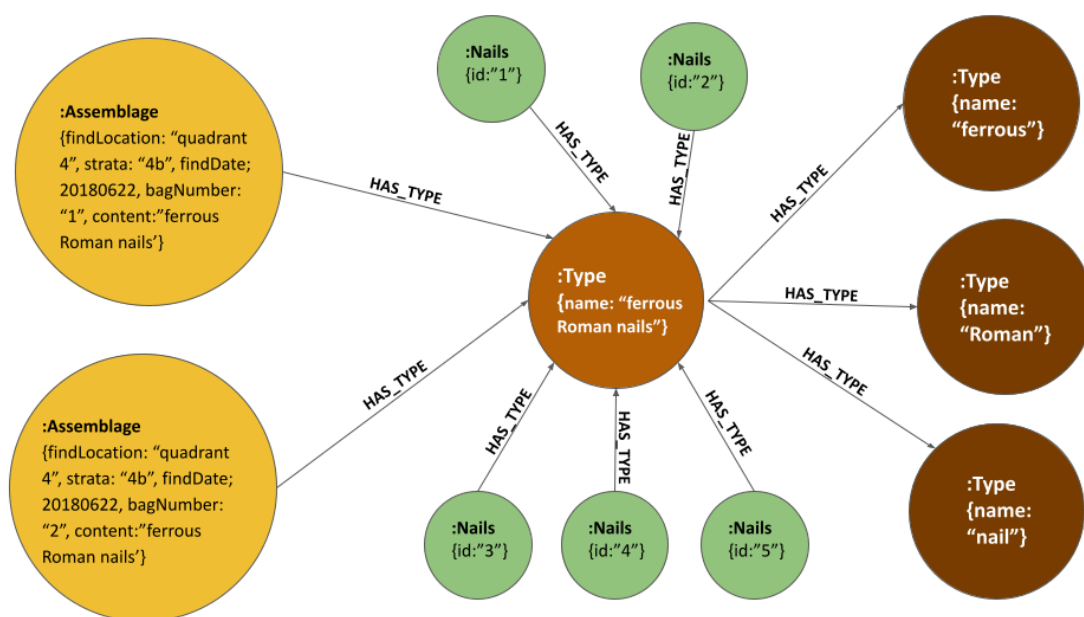 :Assemblage
{findLocation: “quadrant
4”, strata: “4b”, findDate;
20180622, bagNumber:
“1”, content:”ferrous
Roman nails’}
HAS_TYPE
:Assemblage
{findLocation: “quadrant
4”, strata: “4b”, findDate;
20180622, bagNumber:
“2”, content:”ferrous
Roman nails’}
HAS_TYPE
:Nails
{id:”1”}
HAS_TYPE
:Nails
{id:”2”}
HAS_TYPE
:Type
{name: “ferrous
Roman nails”}
HAS_TYPE
:Nails
{id:”3”}
HAS_TYPE
:Nails
{id:”4”}
HAS_TYPE
:Nails
{id:”5”}
HAS_TYPE
:Type
{name:
“ferrous”}
HAS_TYPE
:Type
{name:
“Roman”}
HAS_TYPE
:Type
{name:
“nail”}